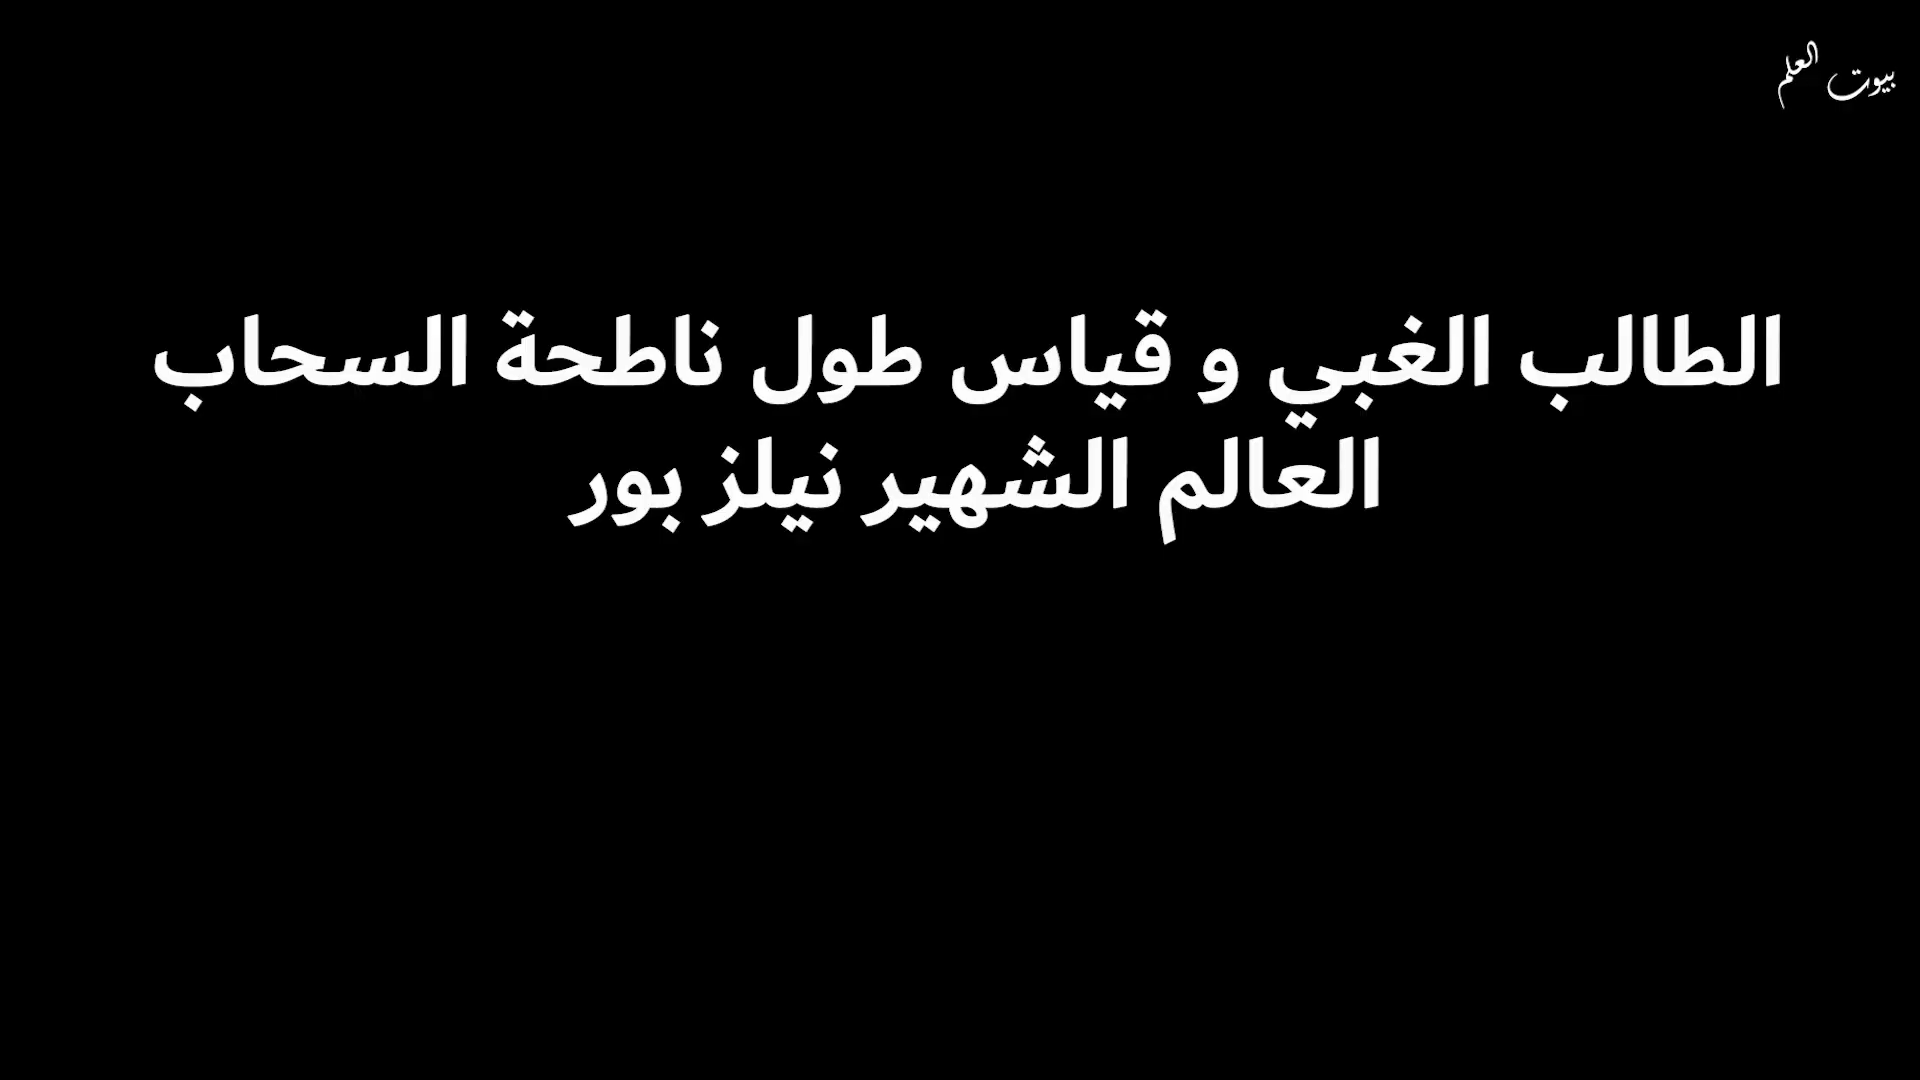 بيوت العلم
الطالب الغبي و قياس طول ناطحة السحاب
العالم الشهير نيلز بور